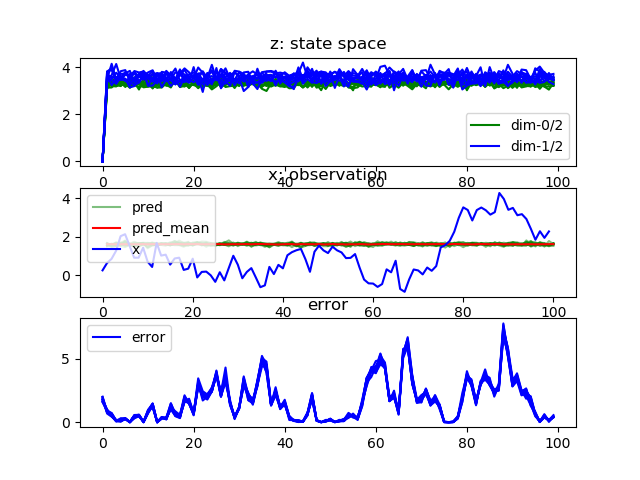 z: state space
4
2
0
dim-0/2
dim-1/2
0 20 40 60 80 100
x: observation
4
2
0
pred
pred_mean
x
0 20 40 60 80 100
error
5
0
error
0 20 40 60 80 100